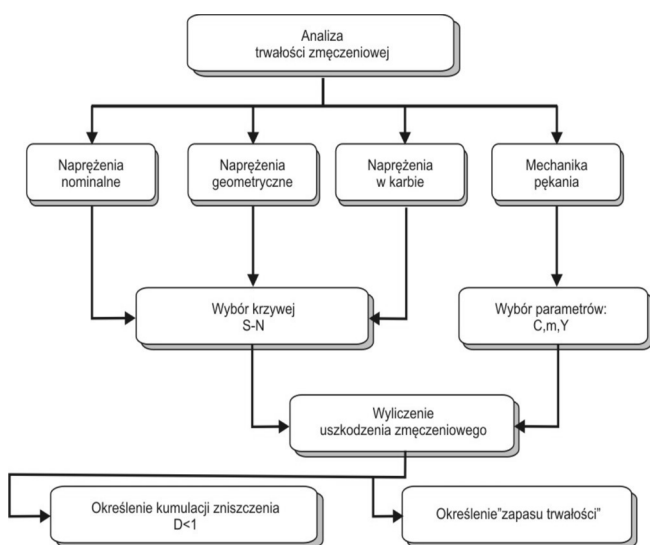 Analiza
trwałości zmęczeniowej
Naprężenia
nominalne
Naprężenia
geometryczne
Naprężenia
w karbie
Mechanika
pękania
Wybór krzywej
S-N
Wybór parametrów:
C,m,Y
Wyliczenie
uszkodzenia zmęczeniowego
Określenie kumulacji zniszczenia
D<1
Określenie"zapasu trwałości"